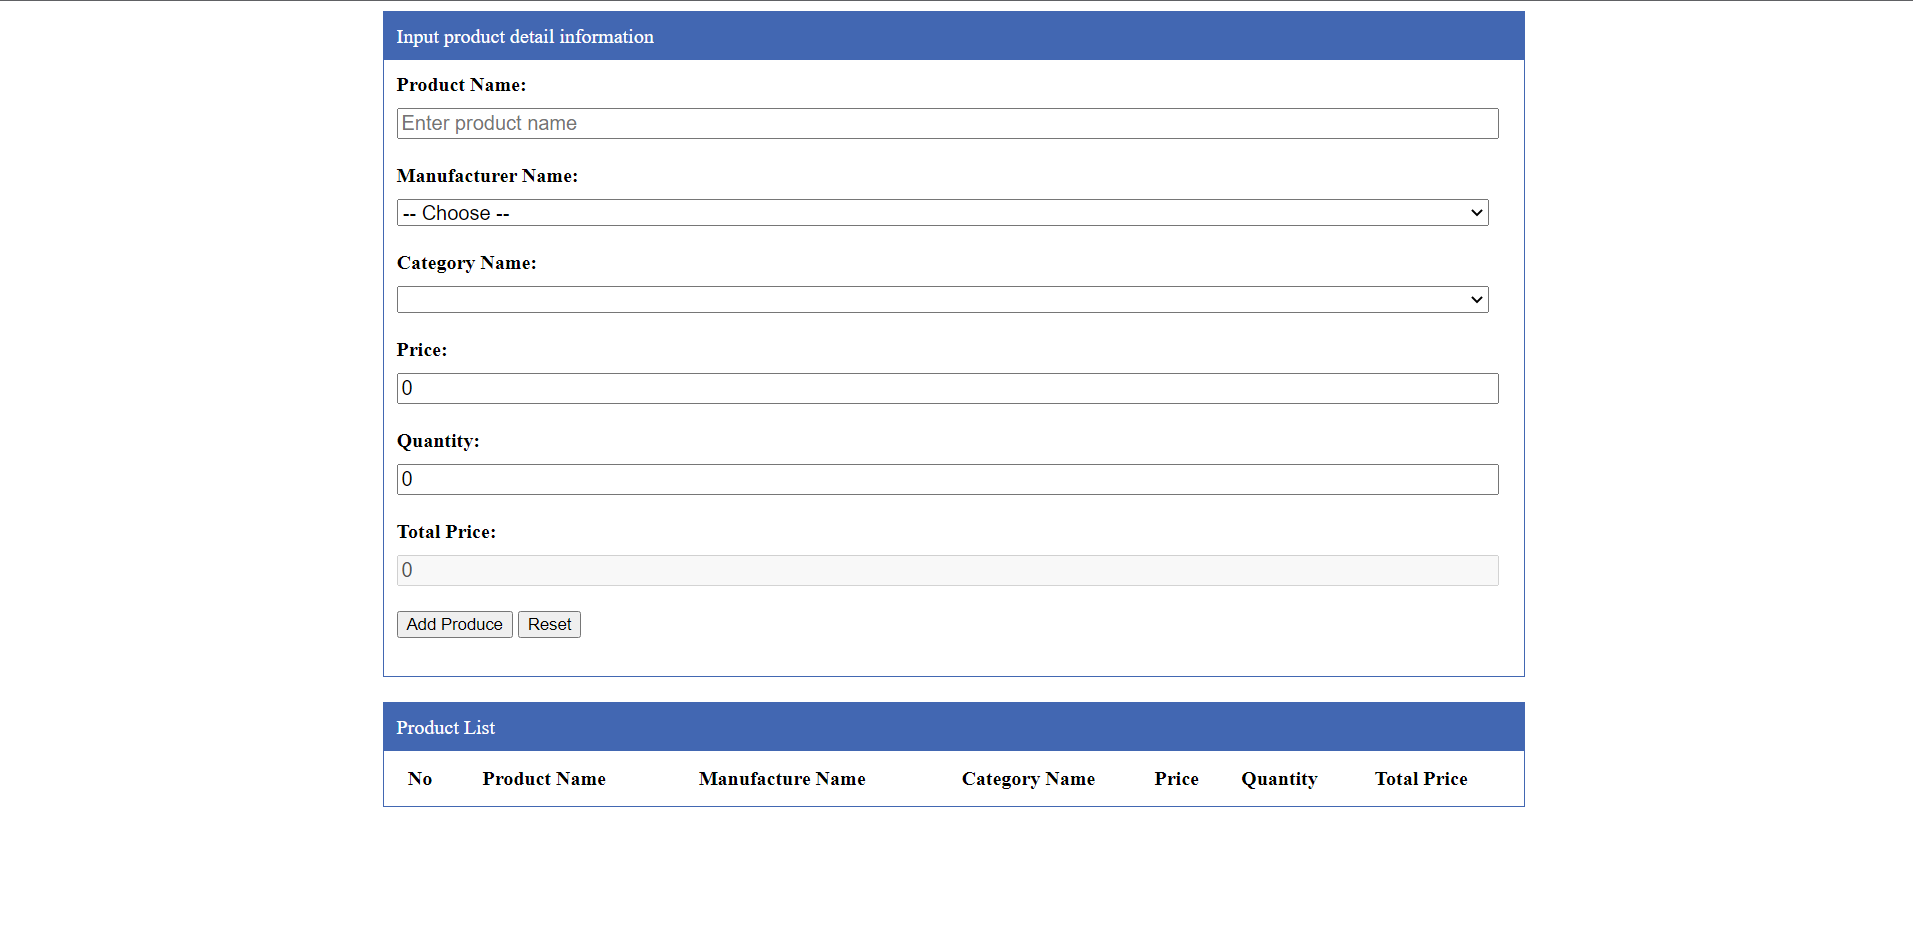 Input product detail information
Product Name:
Enter product name
Manufacturer Name:
-- Choose --
Category Name:
Price:
0
Quantity:
0
Total Price:
0
Add Produce Reset
Product List
No Product Name Manufacture Name Category Name Price Quantity Total Price